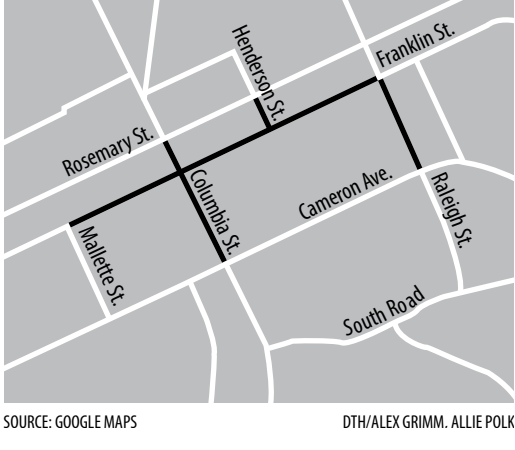 Henderson St.
Franklin St.
Rosemary St.
Columbia St.
Cameron Ave.
Raleigh St.
Mallette St.
South Road
SOURCE: GOOGLE MAPS
DTH/ALEX GRIMM, ALLIE POLK